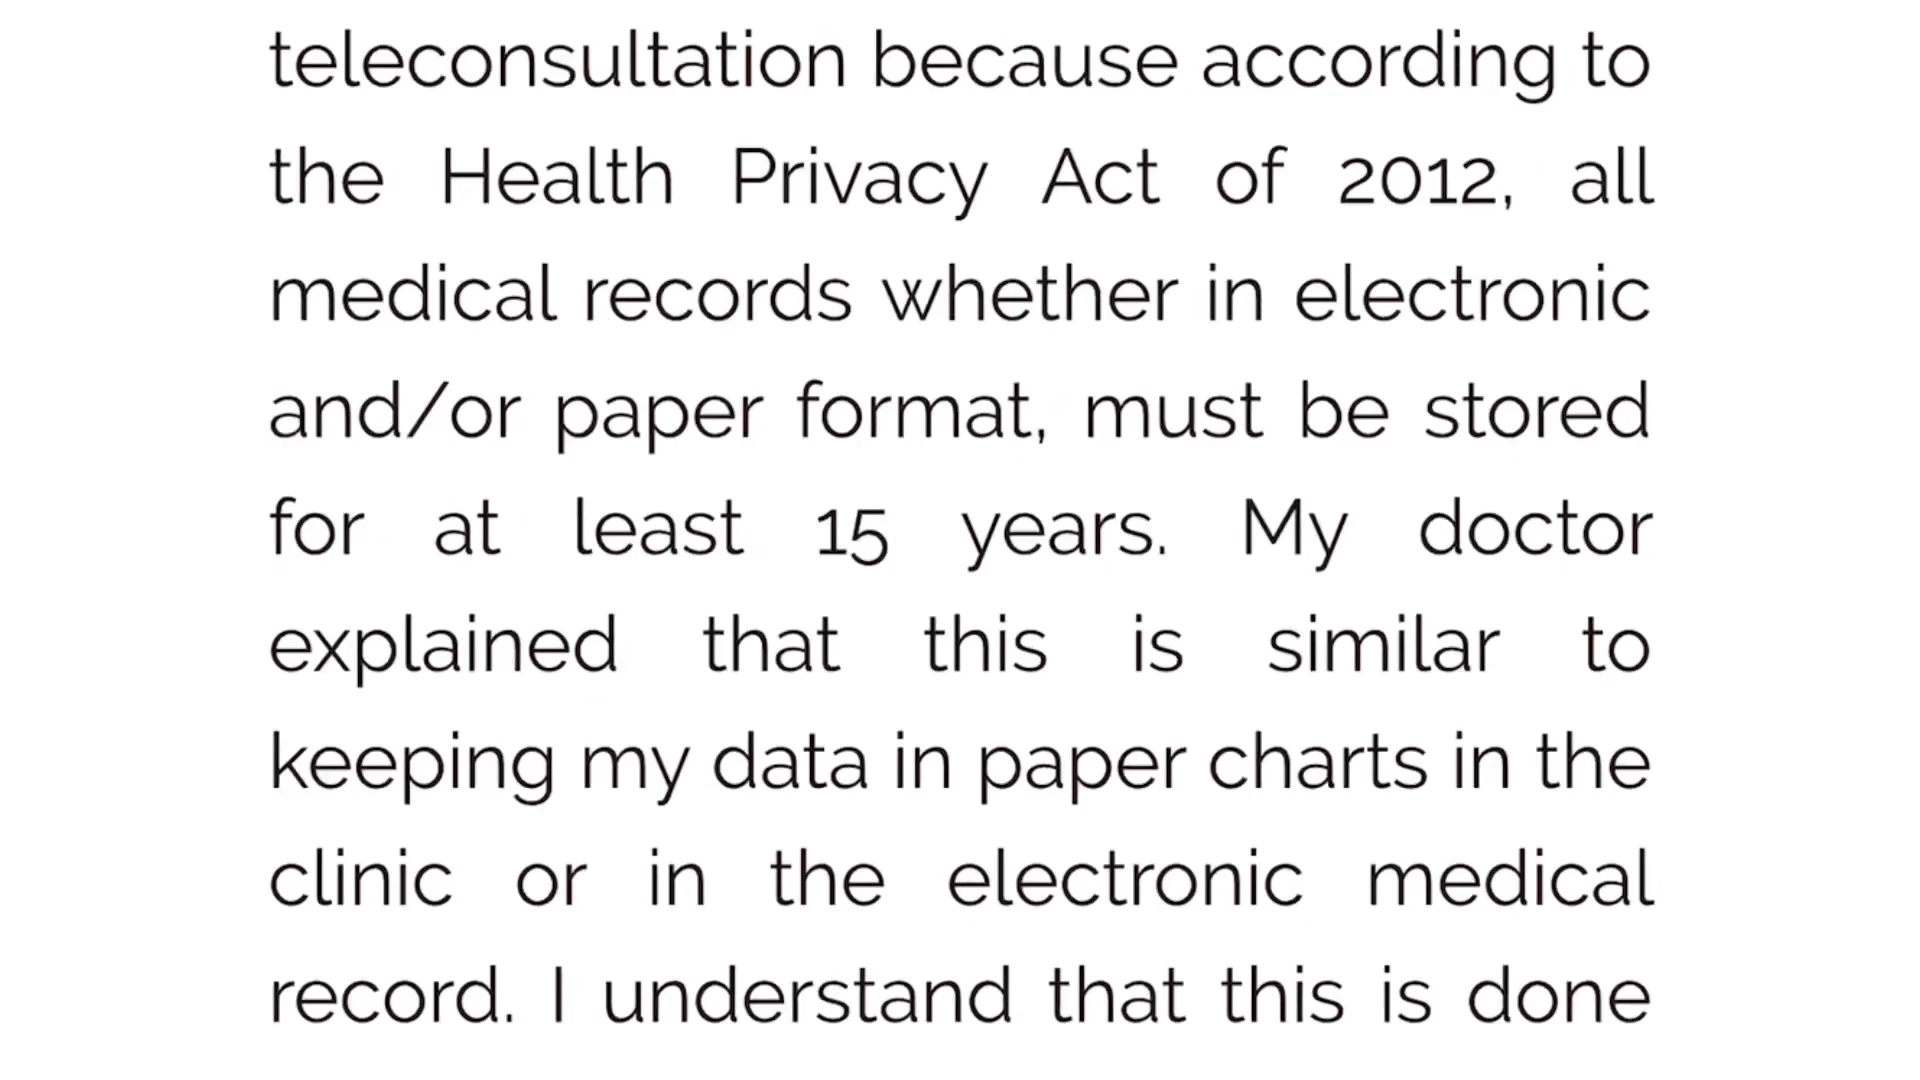 teleconsultation because according to
the Health Privacy Act of 2012, all
medical records whether in electronic
and/or paper format, must be stored
for at least 15 years. My doctor
explained that this is similar to
keeping my data in paper charts in the
clinic or in the electronic medical
record. I understand that this is done